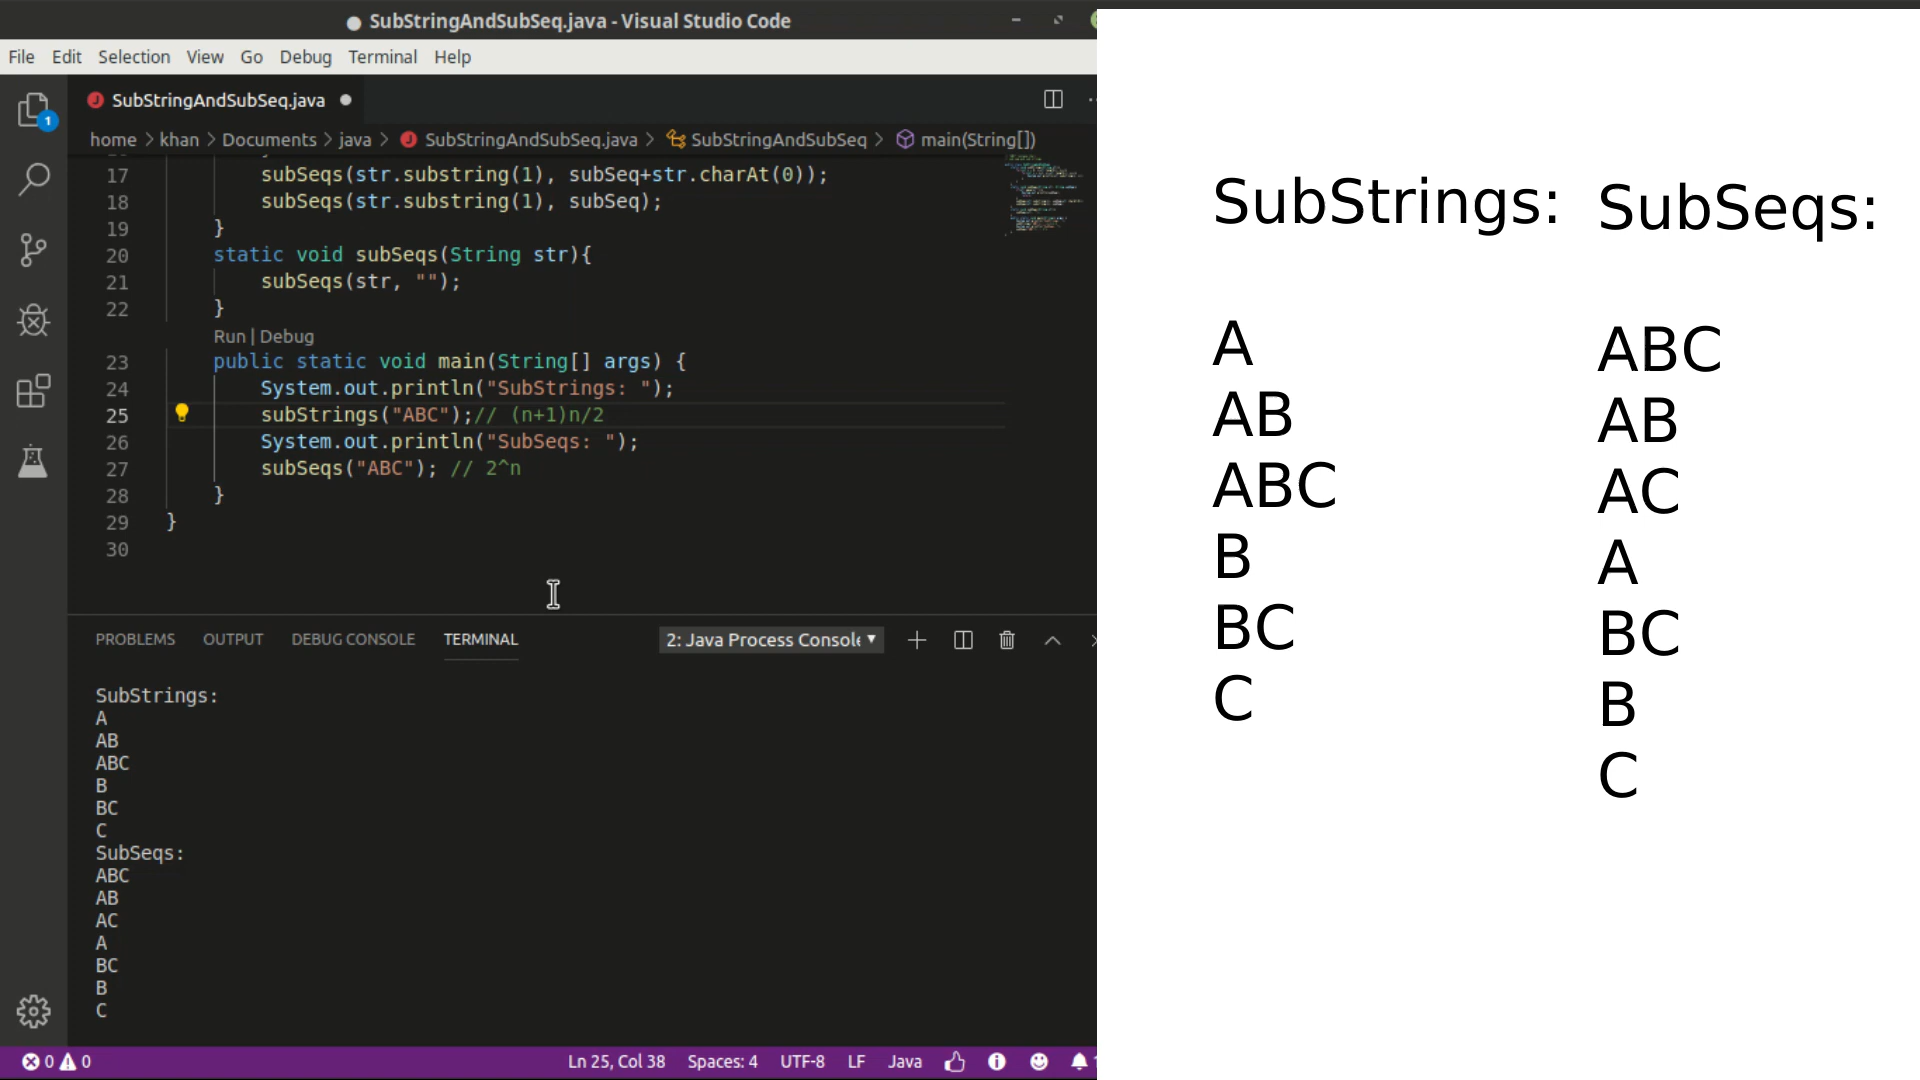 SubStringAndSubSeq.java - Visual Studio Code
File Edit Selection View Go Debug Terminal Help
1
SubStringAndSubSeq.java
home > khan > Documents > java > SubStringAndSubSeq.java > SubStringAndSubSeq > main(String[])
17 subSeqs(str.substring(1), subSeq+str.charAt(0));
18 subSeqs(str.substring(1), subSeq);
19 }
20 static void subSeqs(String str){
21 subSeqs(str, "");
22 }
Run | Debug
23 public static void main(String[] args) {
24 System.out.println("SubStrings: ");
25 subStrings("ABC");// (n+1)n/2
26 System.out.println("SubSeqs: ");
27 subSeqs("ABC"); // 2^n
28 }
29 }
30
PROBLEMS OUTPUT DEBUG CONSOLE TERMINAL 2: Java Process Console
SubStrings:
A
AB
ABC
B
BC
C
SubSeqs:
ABC
AB
AC
A
BC
B
C
0 0 Ln 25, Col 38 Spaces: 4 UTF-8 LF Java
SubStrings:
A
AB
ABC
B
BC
C
SubSeqs:
ABC
AB
AC
A
BC
B
C